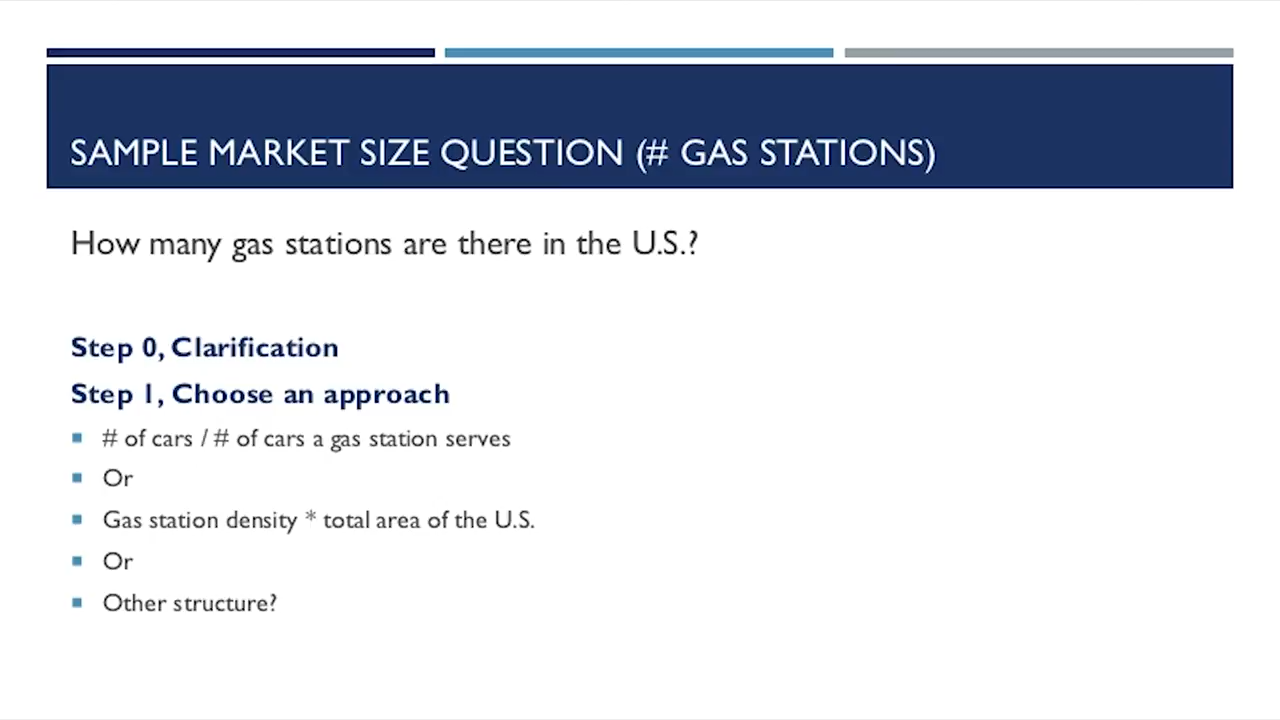 SAMPLE MARKET SIZE QUESTION (# GAS STATIONS)
How many gas stations are there in the U.S.?
Step 0, Clarification
Step 1, Choose an approach
▪ # of cars / # of cars a gas station serves
▪ Or
▪ Gas station density * total area of the U.S.
▪ Or
▪ Other structure?